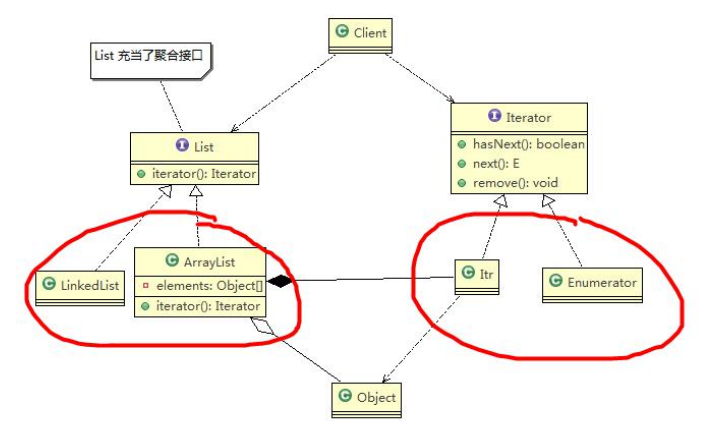 Client
List 充当了聚合接口
Iterator
hasNext(): boolean
next(): E
remove(): void
List
iterator(): Iterator
ArrayList
elements: Object[]
iterator(): Iterator
LinkedList
Itr
Enumerator
Object